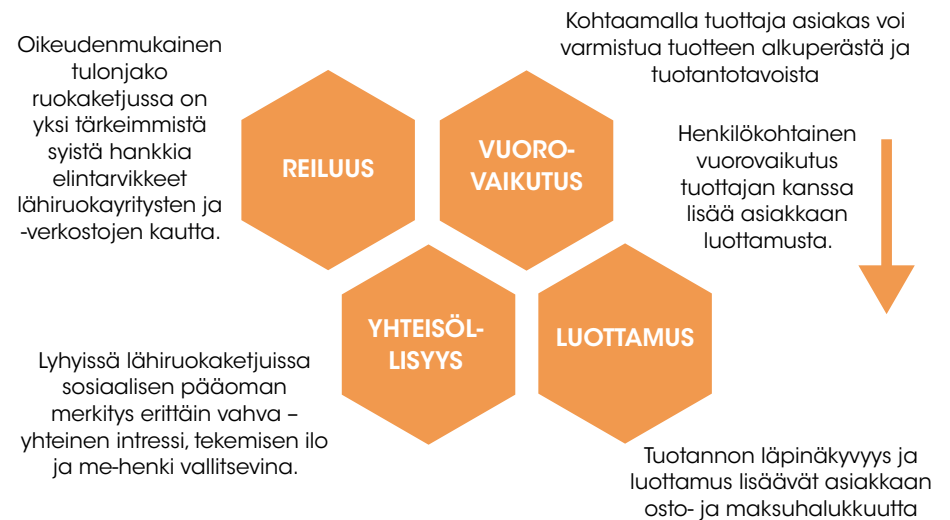 Oikeudenmukainen
tulonjako
ruokaketjussa on
yksi tärkeimmistä
syistä hankkia
elintarvikkeet
lähiruokayritysten ja
-verkostojen kautta.
REILUUS
Kohtaamalla tuottaja asiakas voi
varmistua tuotteen alkuperästä ja
tuotantotavoista
VUORO-
VAIKUTUS
Henkilökohtainen
vuorovaikutus
tuottajan kanssa
lisää asiakkaan
luottamusta.
Lyhyissä lähiruokaketjuissa
sosiaalisen pääoman
merkitys erittäin vahva –
yhteinen intressi, tekemisen ilo
ja me-henki vallitsevina.
YHTEISÖL-
LISYYS
LUOTTAMUS
Tuotannon läpinäkyvyys ja
luottamus lisäävät asiakkaan
osto- ja maksuhalukkuutta